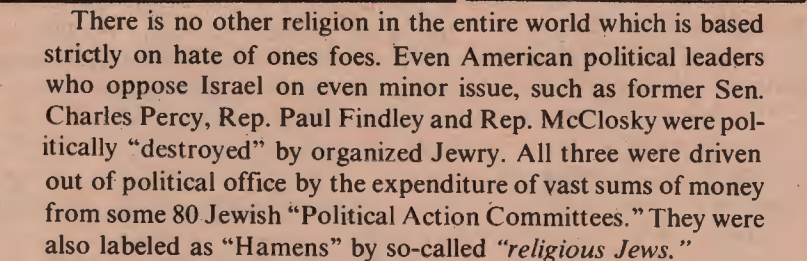 There is no other religion in the entire world which is based
strictly on hate of ones foes. Even American political leaders
who oppose Israel on even minor issue, such as former Sen.
Charles Percy, Rep. Paul Findley and Rep. McClosky were pol-
itically “destroyed” by organized Jewry. All three were driven
out of political office by the expenditure of vast sums of money
from some 80 Jewish “Political Action Committees.” They were
also labeled as “Hamens” by so-called “religious Jews.”